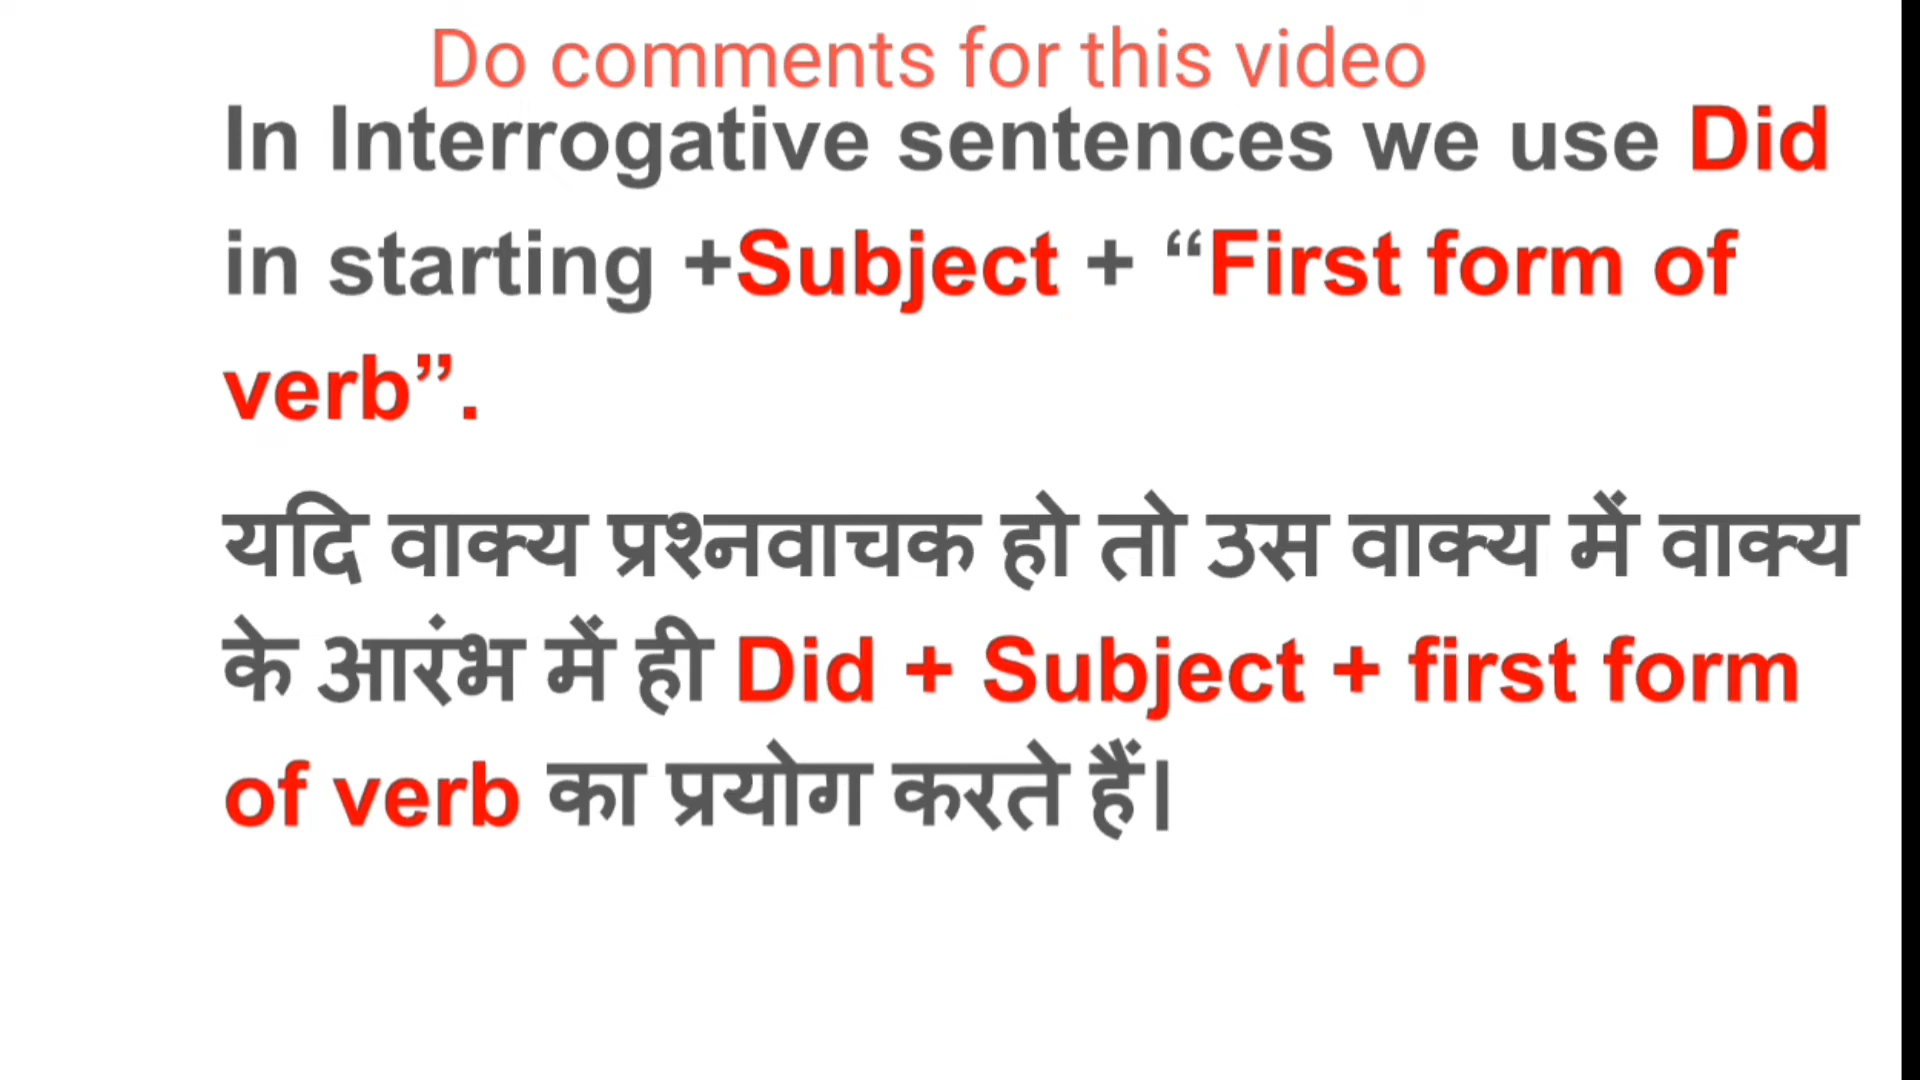 Do comments for this video
In Interrogative sentences we use Did
in starting +Subject + “First form of
verb”.
यदि वाक्य प्रश्नवाचक हो तो उस वाक्य में वाक्य
के आरंभ में ही Did + Subject + first form
of verb का प्रयोग करते हैं।